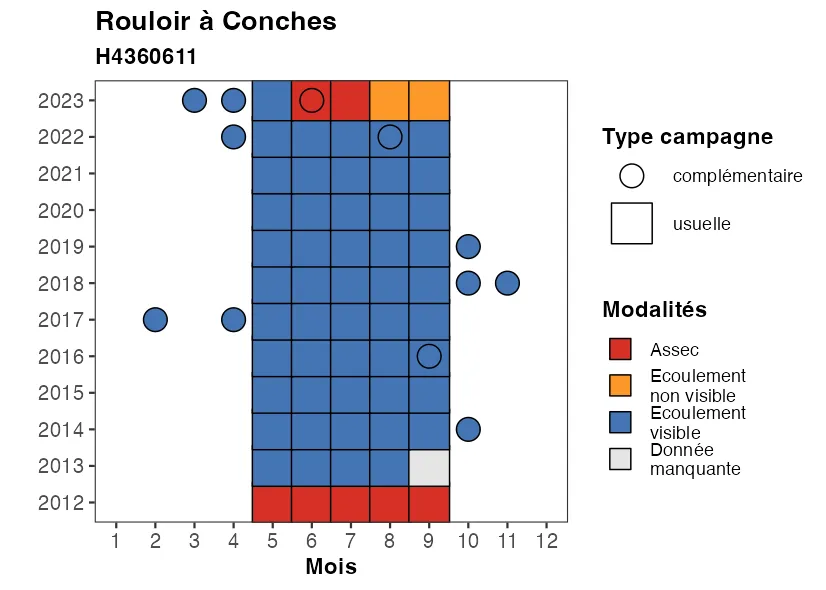 Rouloir à Conches
H4360611
2023
2022
2021
2020
2019
2018
2017
2016
2015
2014
2013
2012
1 2 3 4 5 6 7 8 9 10 11 12
Mois
Type campagne
complémentaire
usuelle
Modalités
Assec
Ecoulement
non visible
Ecoulement
visible
Donnée
manquante